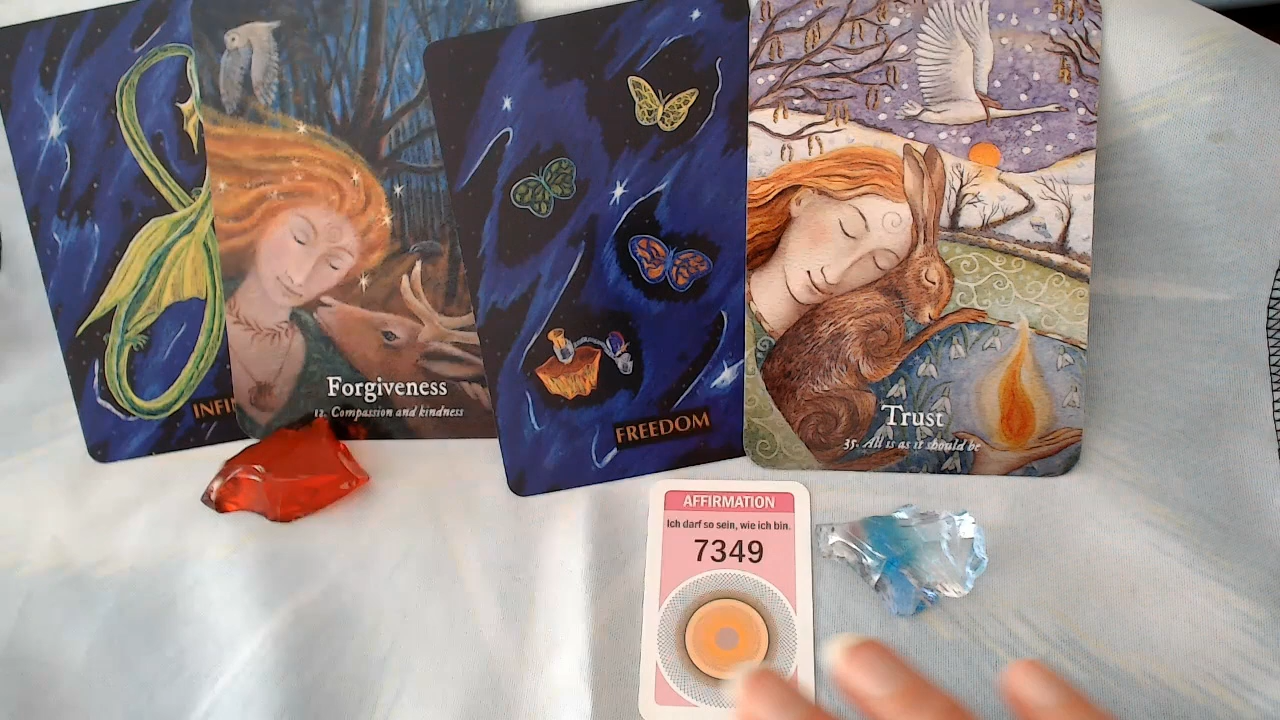 INFI
Forgiveness
12. Compassion and kindness
FREEDOM
Trust
35. All is as it should be
AFFIRMATION
Ich darf so sein, wie ich bin.
7349